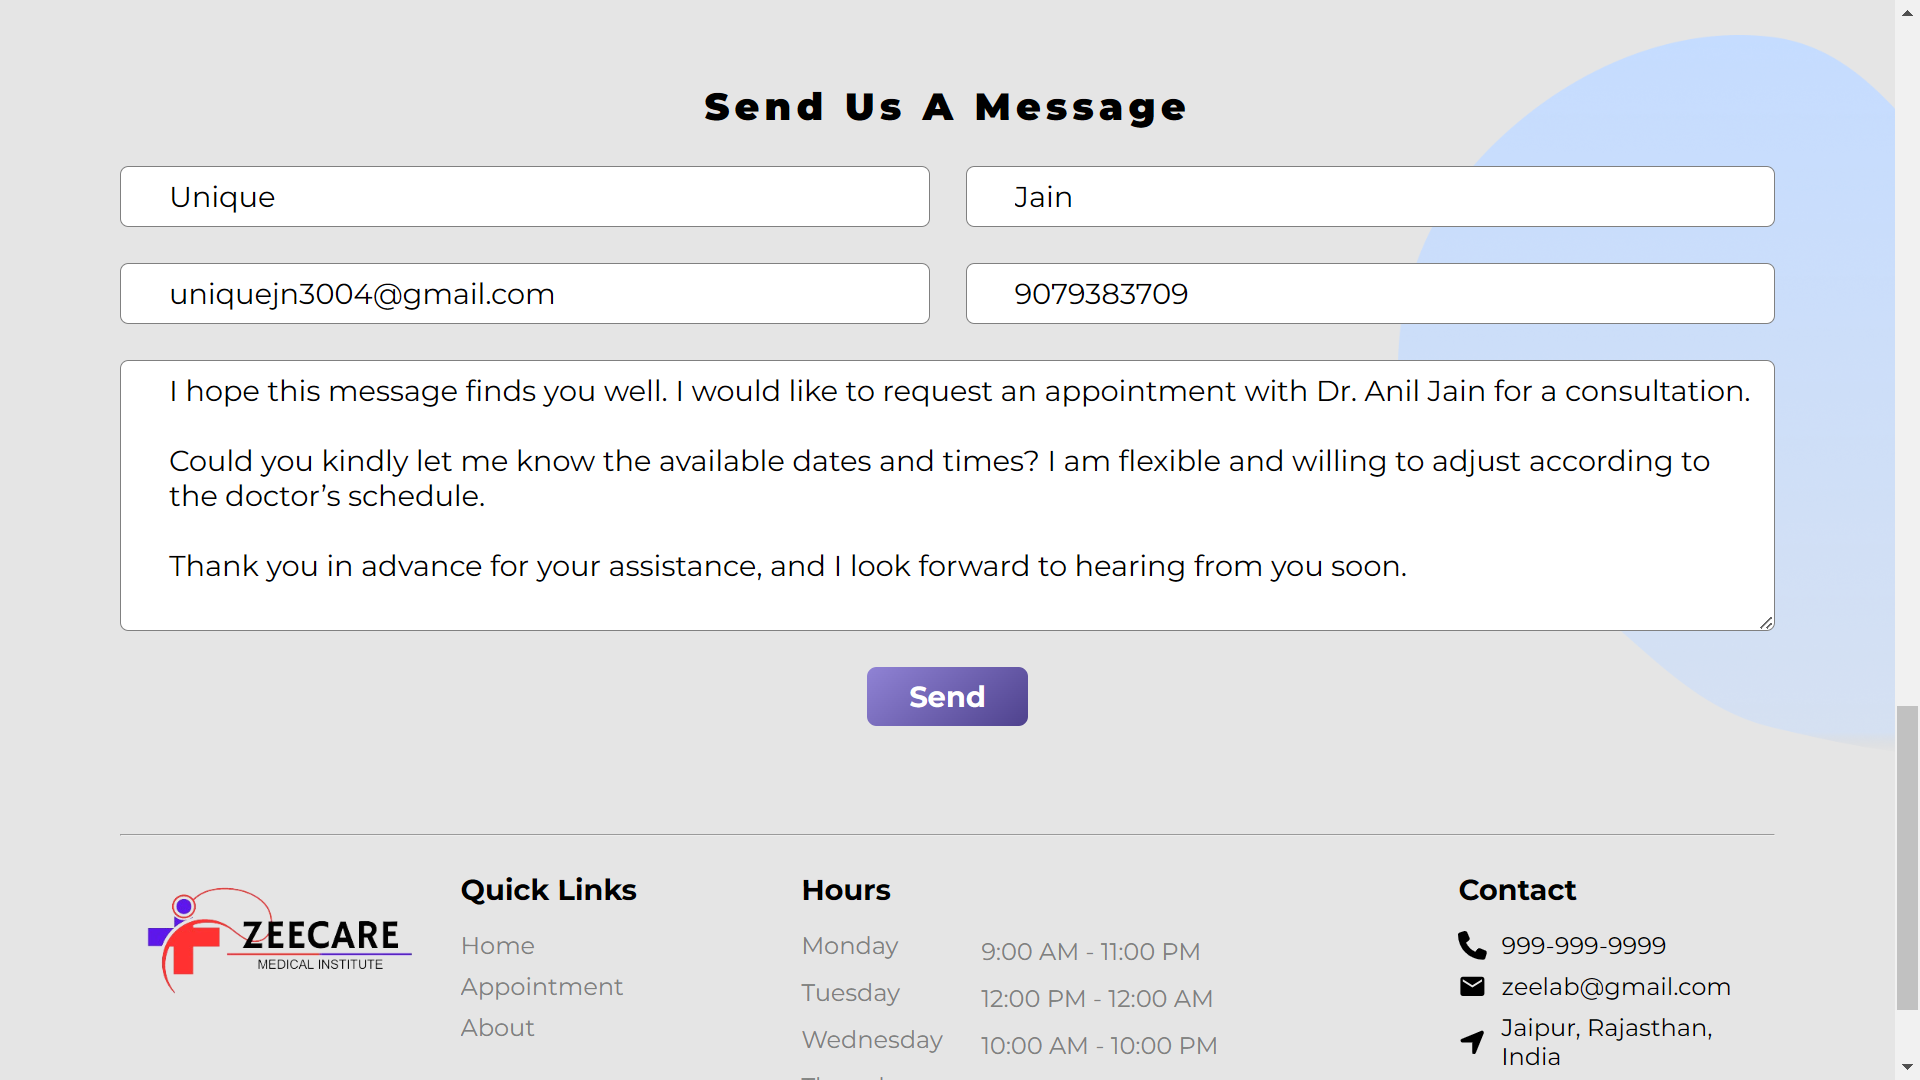 Send Us A Message
Unique
Jain
uniquejn3004@gmail.com
9079383709
I hope this message finds you well. I would like to request an appointment with Dr. Anil Jain for a consultation.
Could you kindly let me know the available dates and times? I am flexible and willing to adjust according to
the doctor’s schedule.
Thank you in advance for your assistance, and I look forward to hearing from you soon.
Send
ZEECARE
MEDICAL INSTITUTE
Quick Links
Home
Appointment
About
Hours
Monday 9:00 AM - 11:00 PM
Tuesday 12:00 PM - 12:00 AM
Wednesday 10:00 AM - 10:00 PM
Contact
999-999-9999
zeelab@gmail.com
Jaipur, Rajasthan,
India